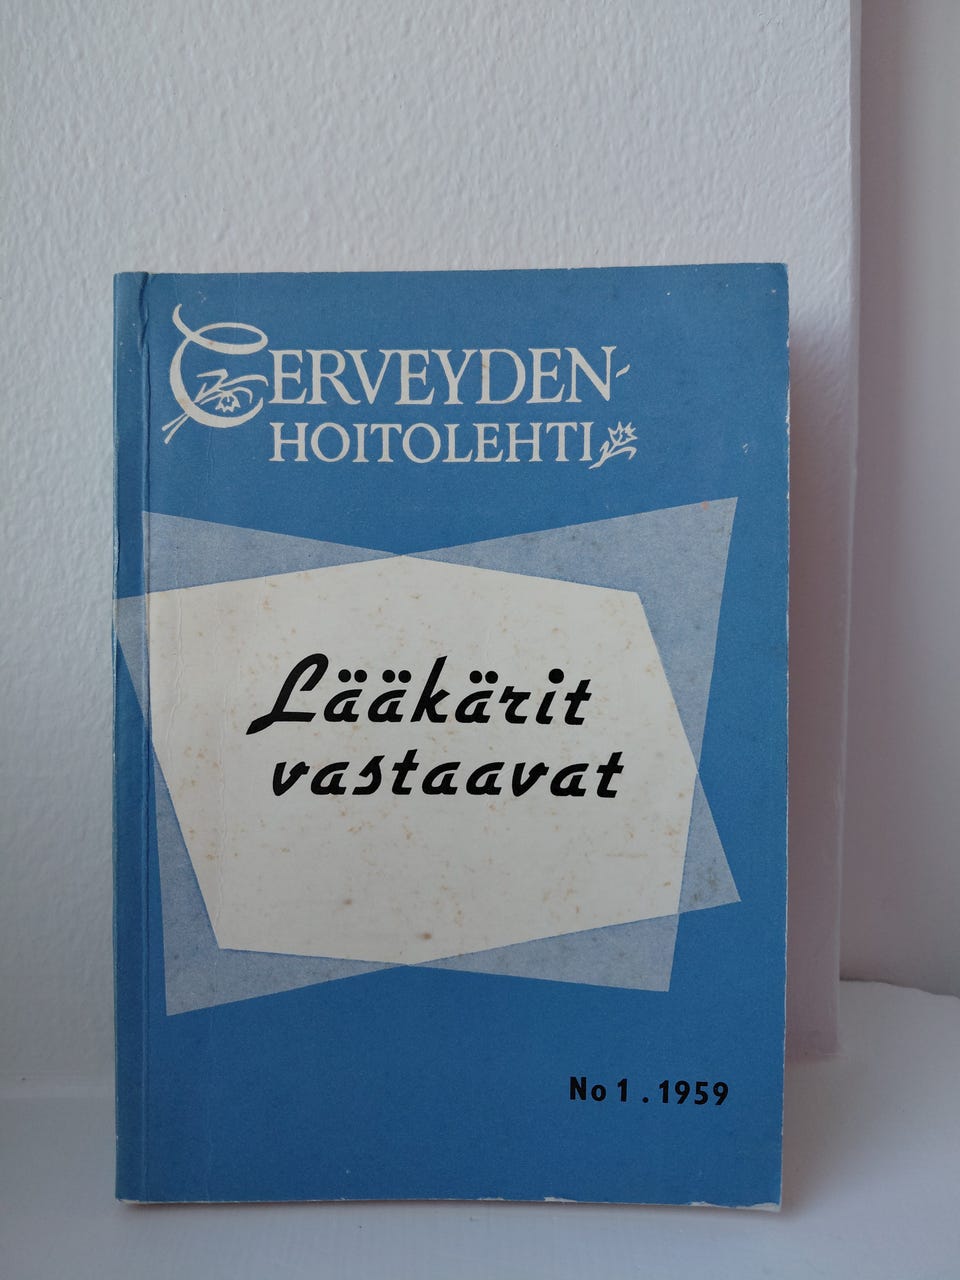 TERVEYDEN-
HOITOLEHTI
Lääkärit
vastaavat
No 1 . 1959